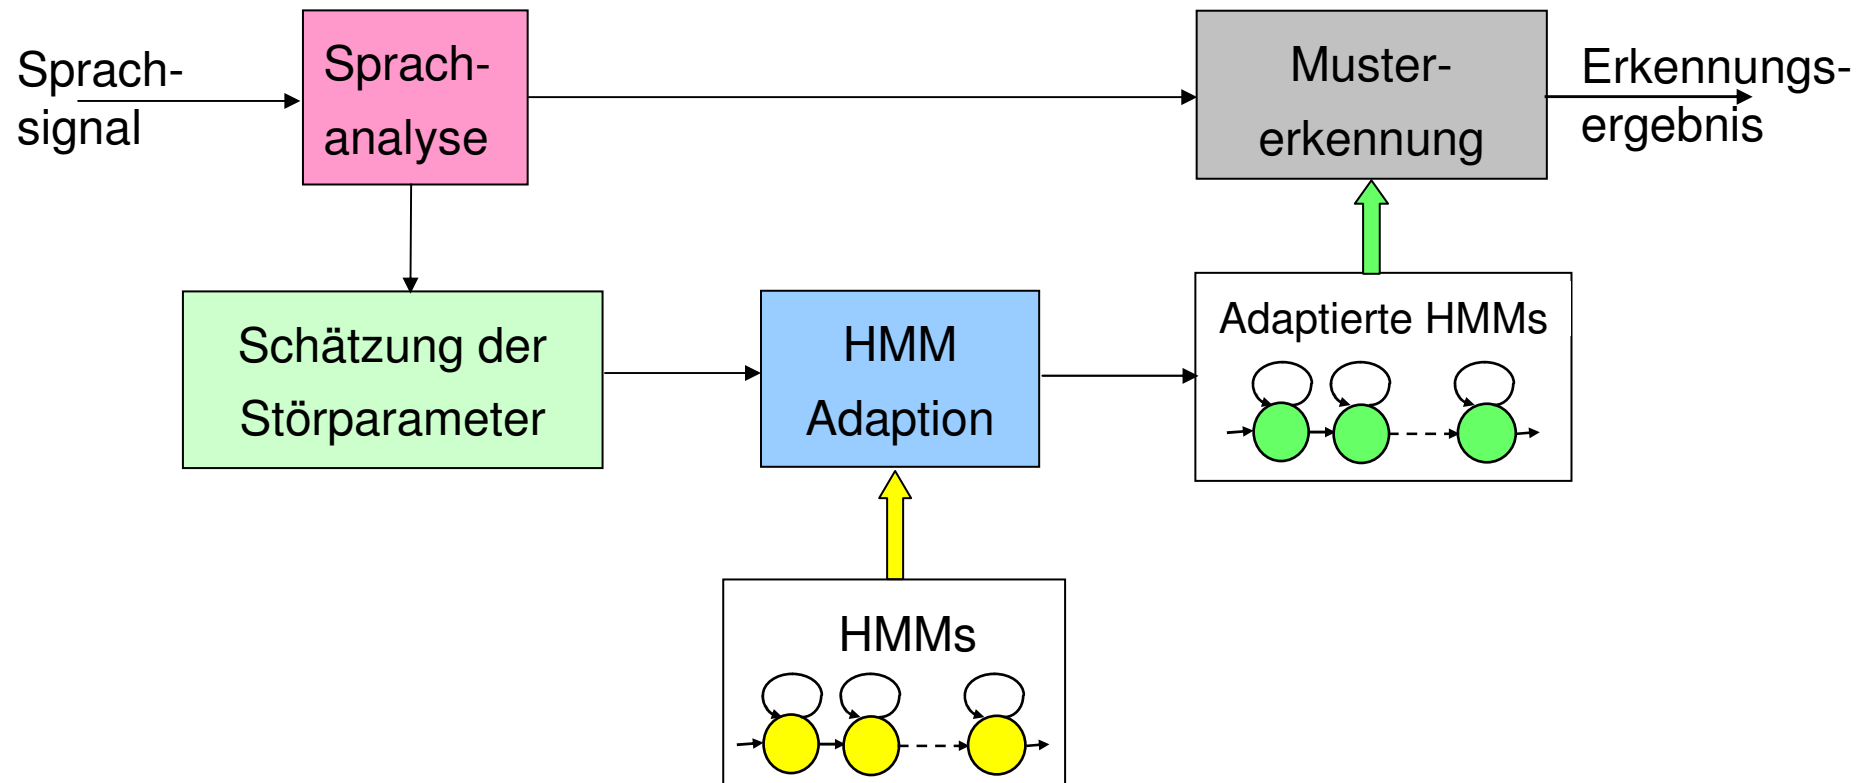 Sprach-
signal
Sprach-
analyse
Muster-
erkennung
Erkennungs-
ergebnis
Schätzung der
Störparameter
HMM
Adaption
Adaptierte HMMs
HMMs